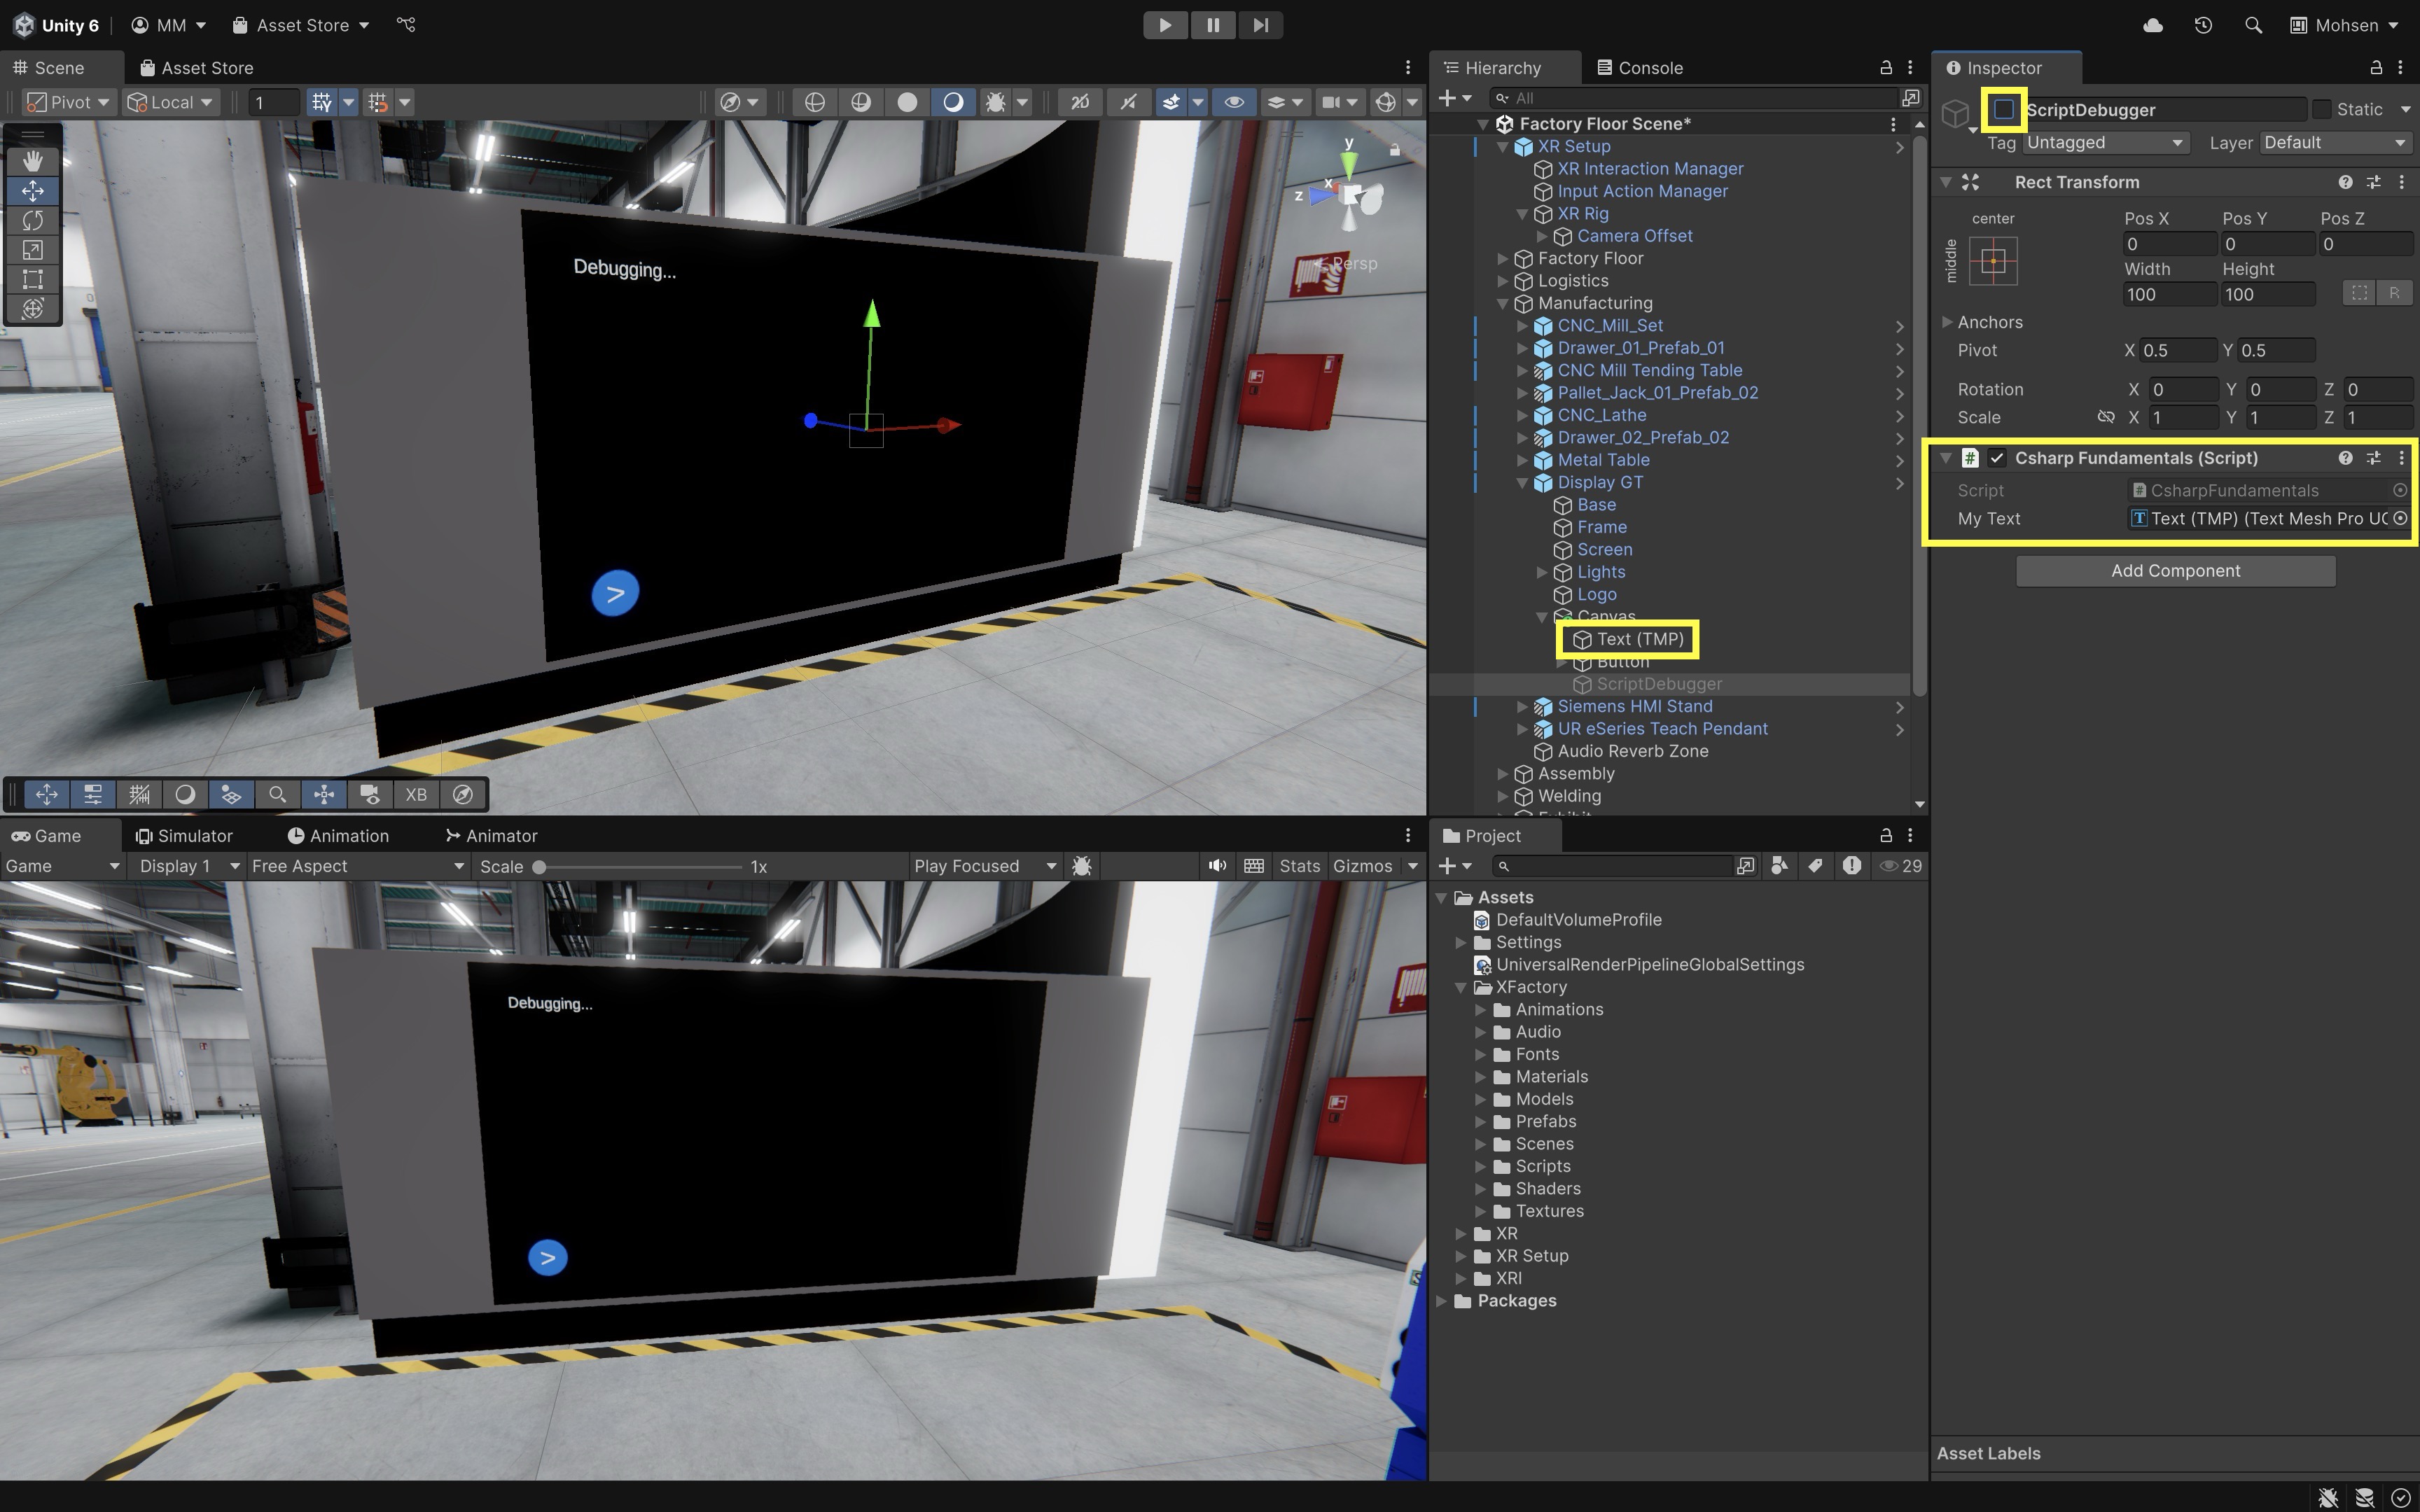 Unity 6
MM
Asset Store
Mohsen
Scene
Asset Store
Pivot
Local
1
2D
Debugging...
>
y
x
z
Persp
XB
Hierarchy
Console
All
Factory Floor Scene*
XR Setup
XR Interaction Manager
Input Action Manager
XR Rig
Camera Offset
Factory Floor
Logistics
Manufacturing
CNC_Mill_Set
Drawer_01_Prefab_01
CNC Mill Tending Table
Pallet_Jack_01_Prefab_02
CNC_Lathe
Drawer_02_Prefab_02
Metal Table
Display GT
Base
Frame
Screen
Lights
Logo
Canvas
Text (TMP)
Button
ScriptDebugger
Siemens HMI Stand
UR eSeries Teach Pendant
Audio Reverb Zone
Assembly
Welding
Exhibit
Inspector
ScriptDebugger
Static
Tag
Untagged
Layer
Default
Rect Transform
center
middle
Pos X
Pos Y
Pos Z
0
0
0
Width
Height
100
100
R
Anchors
Pivot
X 0.5
Y 0.5
Rotation
X 0
Y 0
Z 0
Scale
X 1
Y 1
Z 1
# Csharp Fundamentals (Script)
Script
# CsharpFundamentals
My Text
T Text (TMP) (Text Mesh Pro UG
Add Component
Asset Labels
Game
Simulator
Animation
Animator
Game
Display 1
Free Aspect
Scale
1x
Play Focused
Stats
Gizmos
Debugging...
>
Project
29
Assets
DefaultVolumeProfile
Settings
UniversalRenderPipelineGlobalSettings
XFactory
Animations
Audio
Fonts
Materials
Models
Prefabs
Scenes
Scripts
Shaders
Textures
XR
XR Setup
XRI
Packages